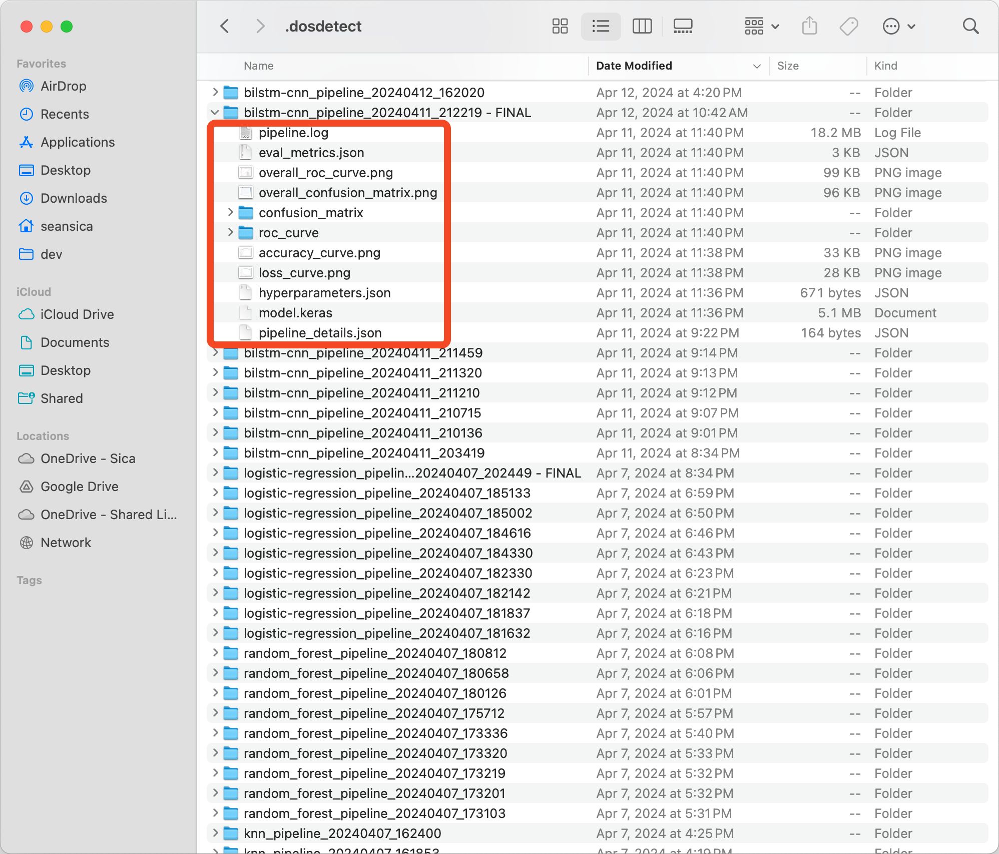 .dosdetect
Favorites
AirDrop
Recents
Applications
Desktop
Downloads
seansica
dev
iCloud
iCloud Drive
Documents
Desktop
Shared
Locations
OneDrive - Sica
Google Drive
OneDrive - Shared Li...
Network
Tags
Name Date Modified Size Kind
bilstm-cnn_pipeline_20240412_162020 Apr 12, 2024 at 4:20 PM -- Folder
bilstm-cnn_pipeline_20240411_212219 - FINAL Apr 12, 2024 at 10:42 AM -- Folder
pipeline.log Apr 11, 2024 at 11:40 PM 18.2 MB Log File
eval_metrics.json Apr 11, 2024 at 11:40 PM 3 KB JSON
overall_roc_curve.png Apr 11, 2024 at 11:40 PM 99 KB PNG image
overall_confusion_matrix.png Apr 11, 2024 at 11:40 PM 96 KB PNG image
confusion_matrix Apr 11, 2024 at 11:40 PM -- Folder
roc_curve Apr 11, 2024 at 11:40 PM -- Folder
accuracy_curve.png Apr 11, 2024 at 11:38 PM 33 KB PNG image
loss_curve.png Apr 11, 2024 at 11:38 PM 28 KB PNG image
hyperparameters.json Apr 11, 2024 at 11:36 PM 671 bytes JSON
model.keras Apr 11, 2024 at 11:36 PM 5.1 MB Document
pipeline_details.json Apr 11, 2024 at 9:22 PM 164 bytes JSON
bilstm-cnn_pipeline_20240411_211459 Apr 11, 2024 at 9:14 PM -- Folder
bilstm-cnn_pipeline_20240411_211320 Apr 11, 2024 at 9:13 PM -- Folder
bilstm-cnn_pipeline_20240411_211210 Apr 11, 2024 at 9:12 PM -- Folder
bilstm-cnn_pipeline_20240411_210715 Apr 11, 2024 at 9:07 PM -- Folder
bilstm-cnn_pipeline_20240411_210136 Apr 11, 2024 at 9:01 PM -- Folder
bilstm-cnn_pipeline_20240411_203419 Apr 11, 2024 at 8:34 PM -- Folder
logistic-regression_pipelin...20240407_202449 - FINAL Apr 7, 2024 at 8:34 PM -- Folder
logistic-regression_pipeline_20240407_185133 Apr 7, 2024 at 6:59 PM -- Folder
logistic-regression_pipeline_20240407_185002 Apr 7, 2024 at 6:50 PM -- Folder
logistic-regression_pipeline_20240407_184616 Apr 7, 2024 at 6:46 PM -- Folder
logistic-regression_pipeline_20240407_184330 Apr 7, 2024 at 6:43 PM -- Folder
logistic-regression_pipeline_20240407_182330 Apr 7, 2024 at 6:23 PM -- Folder
logistic-regression_pipeline_20240407_182142 Apr 7, 2024 at 6:21 PM -- Folder
logistic-regression_pipeline_20240407_181837 Apr 7, 2024 at 6:18 PM -- Folder
logistic-regression_pipeline_20240407_181632 Apr 7, 2024 at 6:16 PM -- Folder
random_forest_pipeline_20240407_180812 Apr 7, 2024 at 6:08 PM -- Folder
random_forest_pipeline_20240407_180658 Apr 7, 2024 at 6:06 PM -- Folder
random_forest_pipeline_20240407_180126 Apr 7, 2024 at 6:01 PM -- Folder
random_forest_pipeline_20240407_175712 Apr 7, 2024 at 5:57 PM -- Folder
random_forest_pipeline_20240407_173336 Apr 7, 2024 at 5:40 PM -- Folder
random_forest_pipeline_20240407_173320 Apr 7, 2024 at 5:33 PM -- Folder
random_forest_pipeline_20240407_173219 Apr 7, 2024 at 5:32 PM -- Folder
random_forest_pipeline_20240407_173201 Apr 7, 2024 at 5:32 PM -- Folder
random_forest_pipeline_20240407_173103 Apr 7, 2024 at 5:31 PM -- Folder
knn_pipeline_20240407_162400 Apr 7, 2024 at 4:25 PM -- Folder
knn_pipeline_20240407_161853 Apr 7, 2024 at 4:19 PM -- Folder